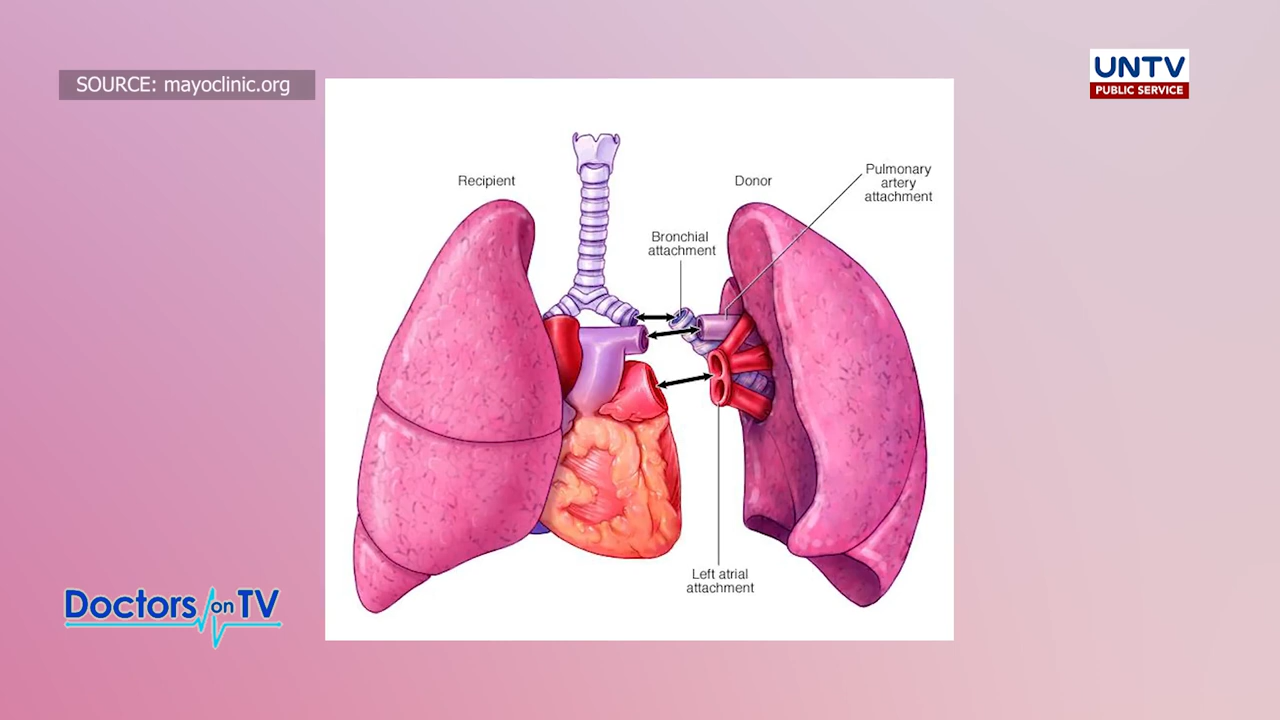 SOURCE: mayoclinic.org
UNTV
PUBLIC SERVICE
Recipient
Donor
Pulmonary
artery
attachment
Bronchial
attachment
Left atrial
attachment
Doctors on TV